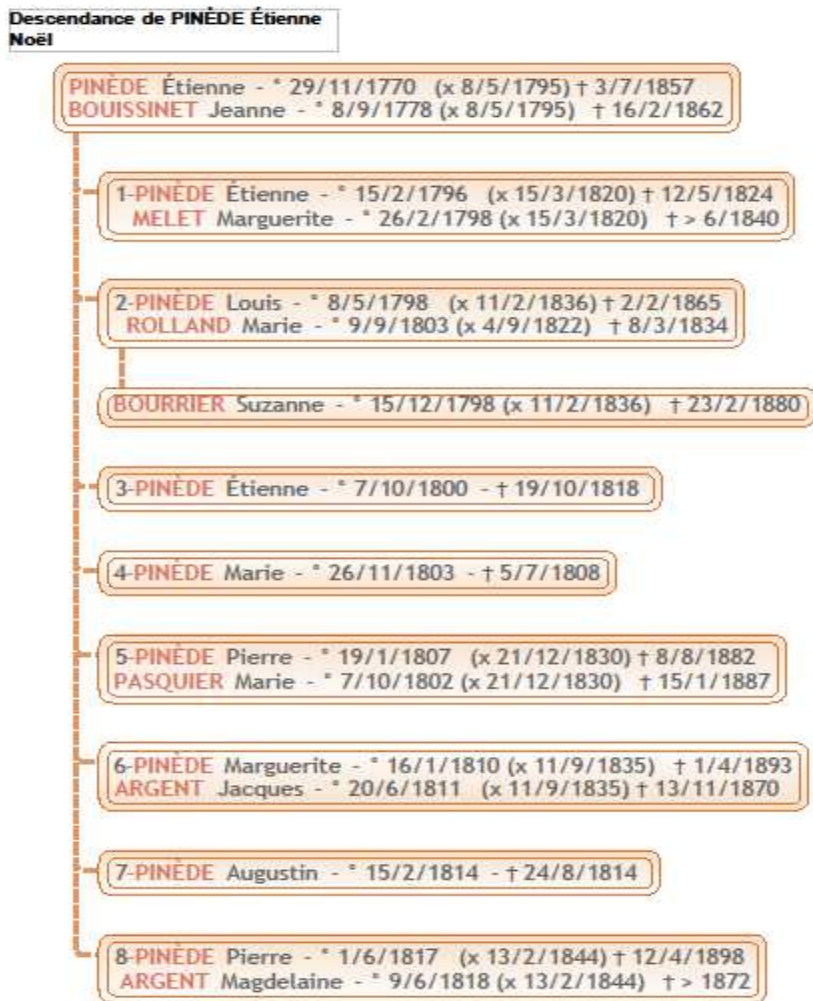 Descendance de PINÈDE Étienne
Noël
PINÈDE Étienne - ° 29/11/1770 (x 8/5/1795) † 3/7/1857
BOUISSINET Jeanne - ° 8/9/1778 (x 8/5/1795) † 16/2/1862
1-PINÈDE Étienne - ° 15/2/1796 (x 15/3/1820) † 12/5/1824
MELET Marguerite - ° 26/2/1798 (x 15/3/1820) † > 6/1840
2-PINÈDE Louis - ° 8/5/1798 (x 11/2/1836) † 2/2/1865
ROLLAND Marie - ° 9/9/1803 (x 4/9/1822) † 8/3/1834
BOURRIER Suzanne - ° 15/12/1798 (x 11/2/1836) † 23/2/1880
3-PINÈDE Étienne - ° 7/10/1800 - † 19/10/1818
4-PINÈDE Marie - ° 26/11/1803 - † 5/7/1808
5-PINÈDE Pierre - ° 19/1/1807 (x 21/12/1830) † 8/8/1882
PASQUIER Marie - ° 7/10/1802 (x 21/12/1830) † 15/1/1887
6-PINÈDE Marguerite - ° 16/1/1810 (x 11/9/1835) † 1/4/1893
ARGENT Jacques - ° 20/6/1811 (x 11/9/1835) † 13/11/1870
7-PINÈDE Augustin - ° 15/2/1814 - † 24/8/1814
8-PINÈDE Pierre - ° 1/6/1817 (x 13/2/1844) † 12/4/1898
ARGENT Magdelaine - ° 9/6/1818 (x 13/2/1844) † > 1872